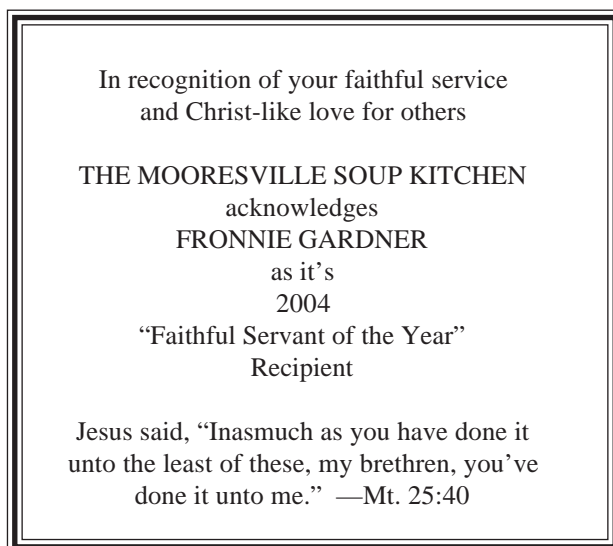 In recognition of your faithful service
and Christ-like love for others
THE MOORESVILLE SOUP KITCHEN
acknowledges
FRONNIE GARDNER
as it's
2004
“Faithful Servant of the Year”
Recipient
Jesus said, “Inasmuch as you have done it
unto the least of these, my brethren, you've
done it unto me.” —Mt. 25:40